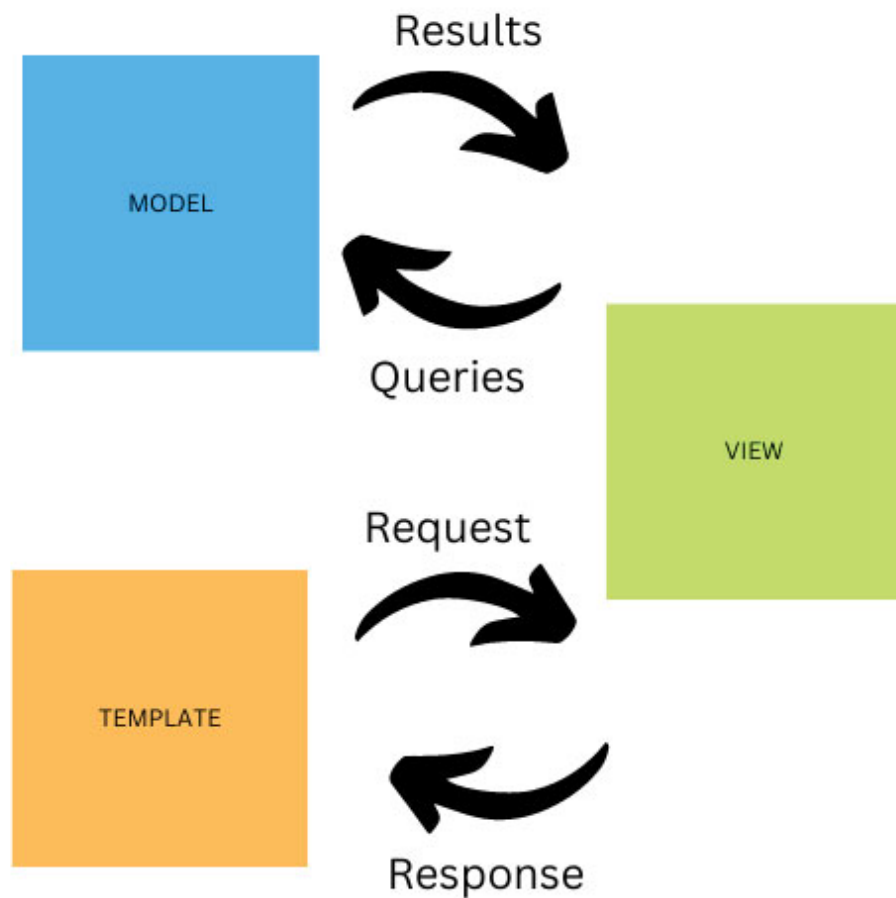 Results
MODEL
Queries
VIEW
Request
TEMPLATE
Response